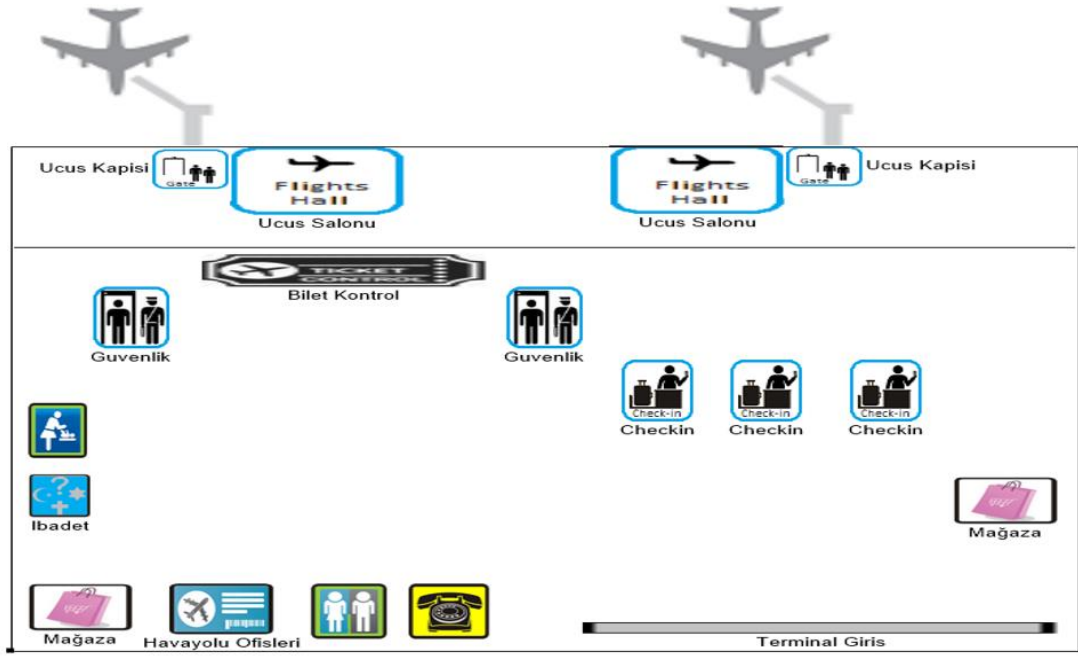 Ucus Kapisi
Gate
Flights
Hall
Ucus Salonu
Flights
Hall
Ucus Salonu
Gate
Ucus Kapisi
TICKET
CONTROL
Bilet Kontrol
Guvenlik
Guvenlik
Check-in
Checkin
Check-in
Checkin
Check-in
Checkin
?
Ibadet
Mağaza
Mağaza
Havayolu Ofisleri
Terminal Giris